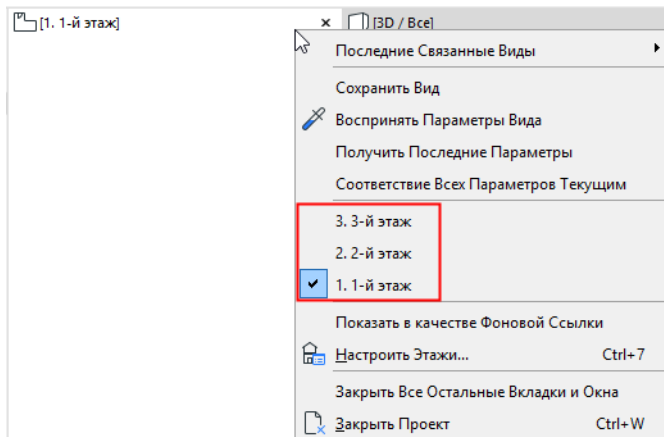 [1. 1-й этаж]
[3D / Все]
Последние Связанные Виды
Сохранить Вид
Воспринять Параметры Вида
Получить Последние Параметры
Соответствие Всех Параметров Текущим
3. 3-й этаж
2. 2-й этаж
1. 1-й этаж
Показать в качестве Фоновой Ссылки
Настроить Этажи... Ctrl+7
Закрыть Все Остальные Вкладки и Окна
Закрыть Проект Ctrl+W